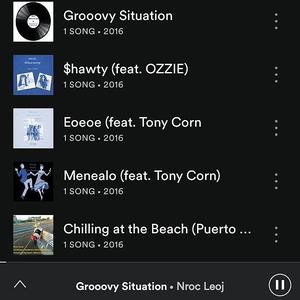 Grooovy Situation
1 SONG • 2016
$hawty (feat. OZZIE)
1 SONG • 2016
Eoeoe (feat. Tony Corn
1 SONG • 2016
Menealo (feat. Tony Corn)
1 SONG • 2016
Chilling at the Beach (Puerto ...
1 SONG • 2016
Grooovy Situation • Nroc Leoj